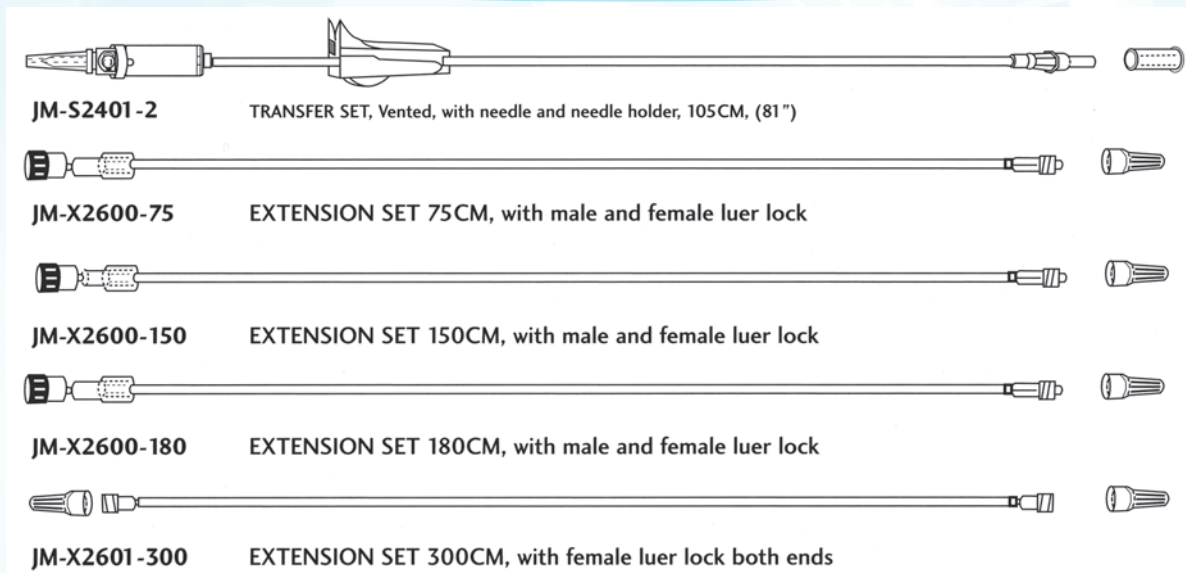 JM-S2401-2 TRANSFER SET, Vented, with needle and needle holder, 105CM, (81")
JM-X2600-75 EXTENSION SET 75CM, with male and female luer lock
JM-X2600-150 EXTENSION SET 150CM, with male and female luer lock
JM-X2600-180 EXTENSION SET 180CM, with male and female luer lock
JM-X2601-300 EXTENSION SET 300CM, with female luer lock both ends